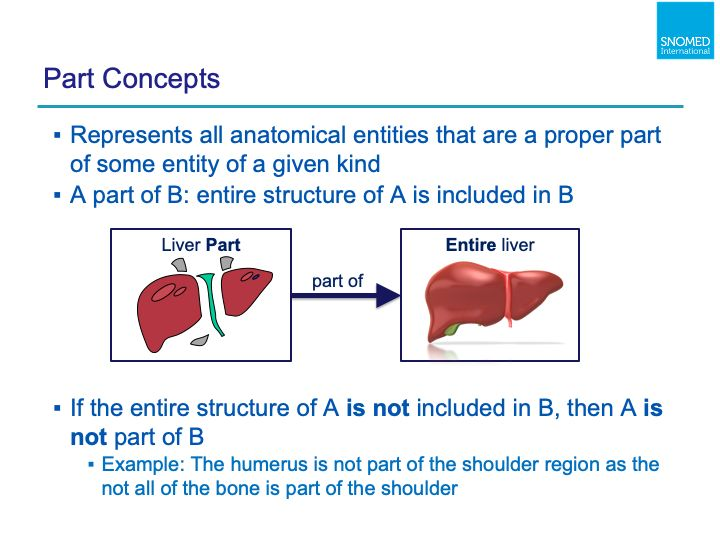 SNOMED
International
Part Concepts
▪ Represents all anatomical entities that are a proper part
of some entity of a given kind
▪ A part of B: entire structure of A is included in B
Liver Part
part of
Entire liver
▪ If the entire structure of A is not included in B, then A is
not part of B
▪ Example: The humerus is not part of the shoulder region as the
not all of the bone is part of the shoulder